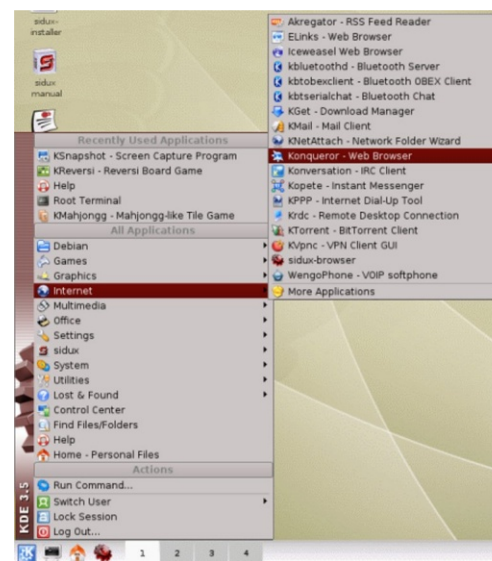 sidux-
installer
sidux
manual
Recently Used Applications
KSnapshot - Screen Capture Program
KReversi - Reversi Board Game
Help
Root Terminal
KMahjongg - Mahjongg-like Tile Game
All Applications
Debian
Games
Graphics
Internet
Multimedia
Office
Settings
sidux
System
Utilities
Lost & Found
Control Center
Find Files/Folders
Help
Home - Personal Files
Actions
Run Command...
Switch User
Lock Session
Log Out...
KDE 3.5
Akregator - RSS Feed Reader
ELinks - Web Browser
Iceweasel Web Browser
kbluetoothd - Bluetooth Server
kbtobexclient - Bluetooth OBEX Client
kbtserialchat - Bluetooth Chat
KGet - Download Manager
KMail - Mail Client
KNetAttach - Network Folder Wizard
Konqueror - Web Browser
Konversation - IRC Client
Kopete - Instant Messenger
KPPP - Internet Dial-Up Tool
Krdc - Remote Desktop Connection
KTorrent - BitTorrent Client
KVpnc - VPN Client GUI
sidux-browser
WengoPhone - VOIP softphone
More Applications
1 2 3 4